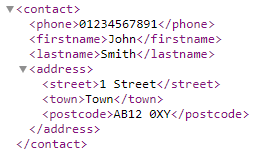 <contact>
<phone>01234567891</phone>
<firstname>John</firstname>
<lastname>Smith</lastname>
<address>
<street>1 Street</street>
<town>Town</town>
<postcode>AB12 0XY</postcode>
</address>
</contact>